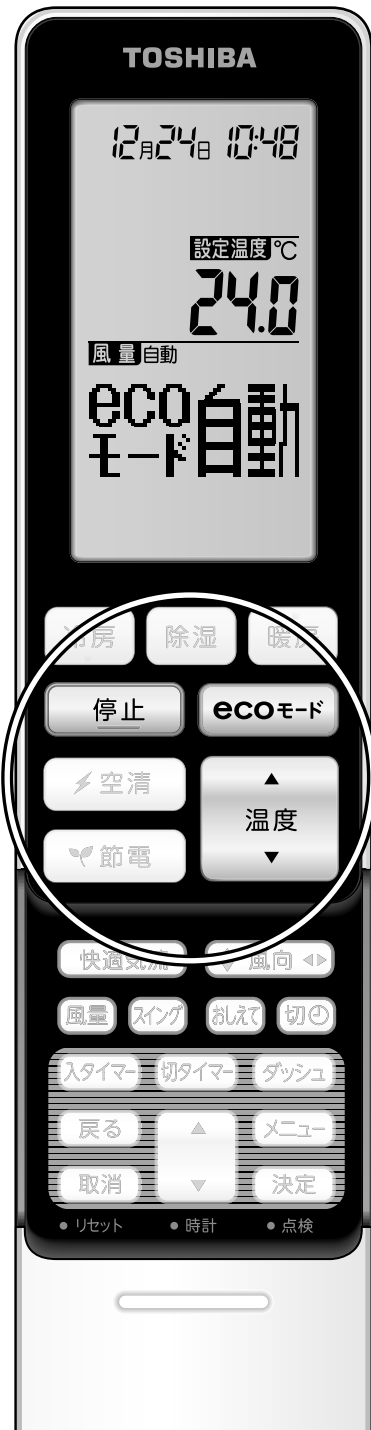 TOSHIBA
12月24日 10:48
設定温度 ℃
24.0
風量 自動
eco
モード 自動
冷房 除湿 暖房
停止 ecoモード
空清
▲
温度
▼
節電
快適気流 風向
風量 スイング おしえて 切
入タイマー 切タイマー ダッシュ
戻る ▲ メニュー
取消 ▼ 決定
• リセット • 時計 • 点検